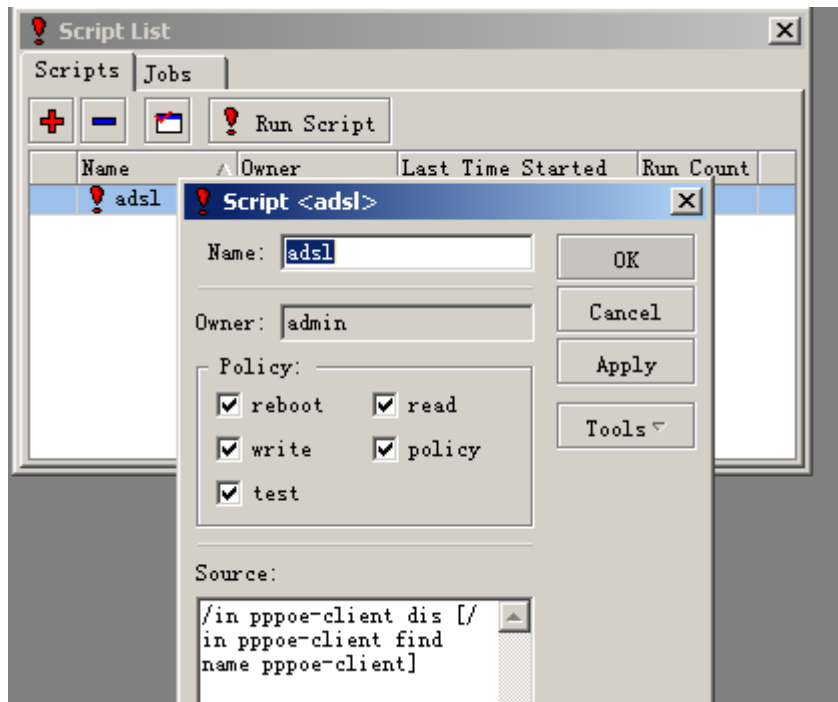 Script List
Scripts Jobs
Run Script
Name Owner Last Time Started Run Count
adsl
Script <adsl>
Name: adsl
OK
Owner: admin
Cancel
Policy:
Apply
reboot read
Tools
write policy
test
Source:
/in pppoe-client dis [/
in pppoe-client find
name pppoe-client]